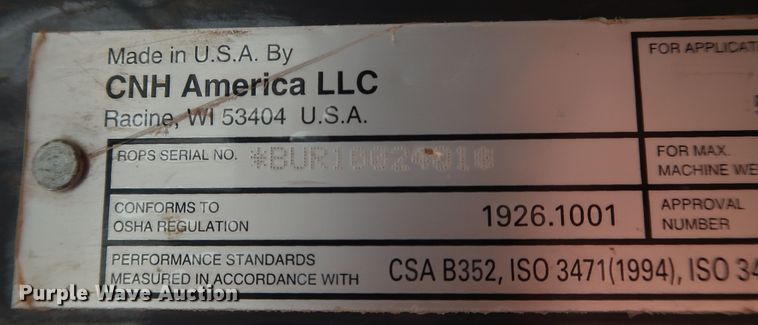 Made in U.S.A. By
CNH America LLC
Racine, WI 53404 U.S.A.
FOR APPLICAT
ROPS SERIAL NO. *BUR10024010
FOR MAX.
MACHINE WE
CONFORMS TO
OSHA REGULATION
1926.1001
APPROVAL
NUMBER
PERFORMANCE STANDARDS
MEASURED IN ACCORDANCE WITH
CSA B352, ISO 3471(1994), ISO 34
Purple Wave Auction